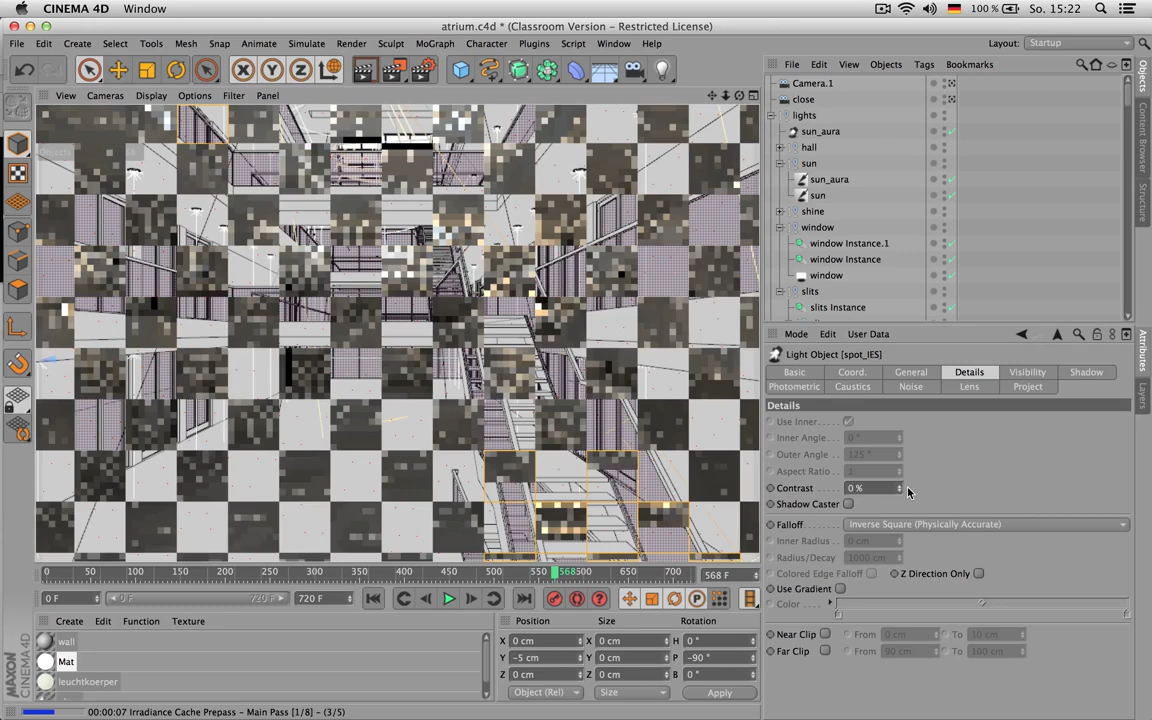 CINEMA 4D Window 100 % So. 15:22
atrium.c4d * (Classroom Version - Restricted License)
File Edit Create Select Tools Mesh Snap Animate Simulate Render Sculpt MoGraph Character Plugins Script Window Help Layout: Startup
X Y Z
File Edit View Objects Tags Bookmarks
View Cameras Display Options Filter Panel
Camera.1
close
lights
sun_aura
hall
sun
sun_aura
sun
shine
window
window Instance.1
window Instance
window
slits
slits Instance
Objects
Content Browser
Structure
Mode Edit User Data
Light Object [spot_IES]
Basic Coord. General Details Visibility Shadow
Photometric Caustics Noise Lens Project
Details
Use Inner
Inner Angle 0 °
Outer Angle 125 °
Aspect Ratio 1
Contrast 0 %
Shadow Caster
Falloff Inverse Square (Physically Accurate)
Inner Radius 0 cm
Radius/Decay 1000 cm
Colored Edge Falloff Z Direction Only
Use Gradient
Color
Near Clip From 0 cm To 10 cm
Far Clip From 90 cm To 100 cm
Attributes
Layers
0 50 100 150 200 250 300 350 400 450 500 568 600 650 700 568 F
0 F 0 F 720 F 720 F
Create Edit Function Texture
wall
Mat
leuchtkoerper
Position Size Rotation
X 0 cm X 0 cm H 0 °
Y -5 cm Y 0 cm P -90 °
Z 0 cm Z 0 cm B 0 °
Object (Rel) Size Apply
MAXON CINEMA 4D
00:00:07 Irradiance Cache Prepass - Main Pass [1/8] - (3/5)